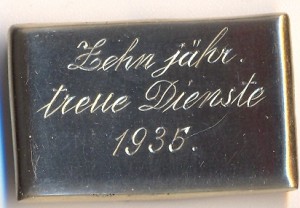 Zehn jähr.
treue Dienste
1935.